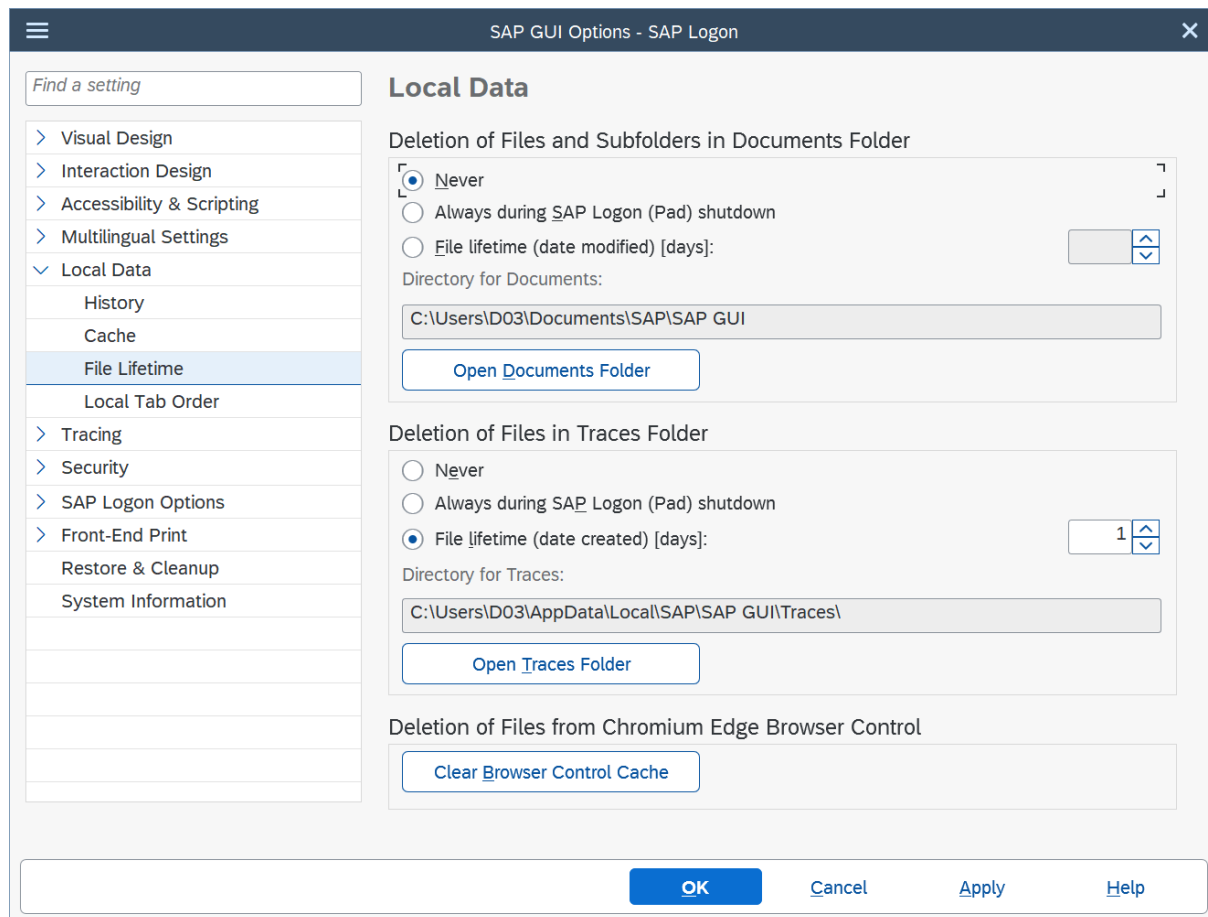 SAP GUI Options - SAP Logon
Find a setting
Visual Design
Interaction Design
Accessibility & Scripting
Multilingual Settings
Local Data
History
Cache
File Lifetime
Local Tab Order
Tracing
Security
SAP Logon Options
Front-End Print
Restore & Cleanup
System Information
Local Data
Deletion of Files and Subfolders in Documents Folder
Never
Always during SAP Logon (Pad) shutdown
File lifetime (date modified) [days]:
Directory for Documents:
C:\Users\D03\Documents\SAP\SAP GUI
Open Documents Folder
Deletion of Files in Traces Folder
Never
Always during SAP Logon (Pad) shutdown
File lifetime (date created) [days]: 1
Directory for Traces:
C:\Users\D03\AppData\Local\SAP\SAP GUI\Traces\
Open Traces Folder
Deletion of Files from Chromium Edge Browser Control
Clear Browser Control Cache
OK Cancel Apply Help